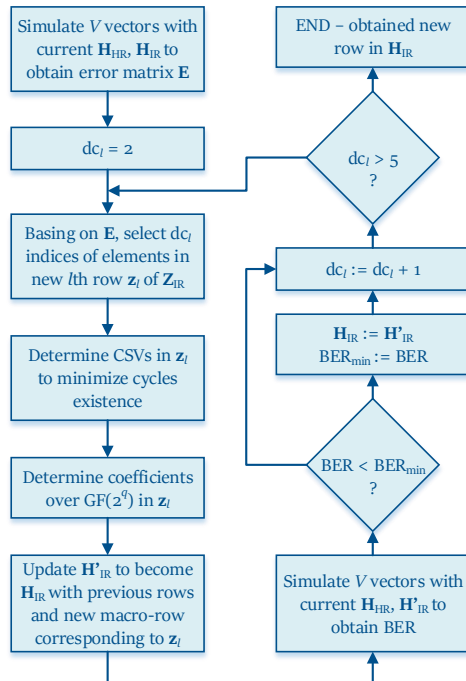 Simulate V vectors with
current H_HR, H_IR to
obtain error matrix E
dc_l = 2
Basing on E, select dc_l
indices of elements in
new lth row z_l of Z_IR
Determine CSVs in z_l
to minimize cycles
existence
Determine coefficients
over GF(2^q) in z_l
Update H'_IR to become
H_IR with previous rows
and new macro-row
corresponding to z_l
Simulate V vectors with
current H_HR, H'_IR to
obtain BER
BER < BER_min
?
H_IR := H'_IR
BER_min := BER
dc_l := dc_l + 1
dc_l > 5
?
END – obtained new
row in H_IR